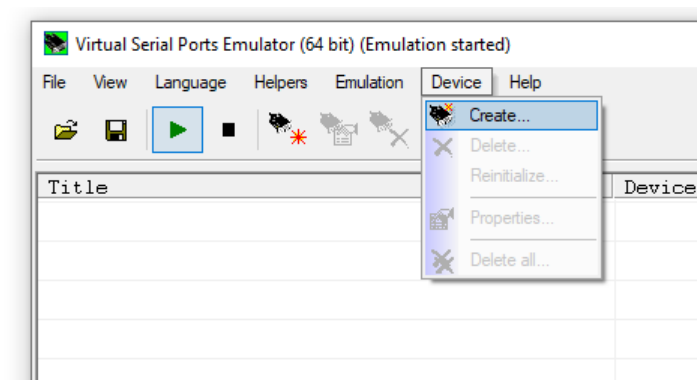 Virtual Serial Ports Emulator (64 bit) (Emulation started)
File View Language Helpers Emulation Device Help
Create...
Delete...
Reinitialize...
Title Device
Properties...
Delete all...